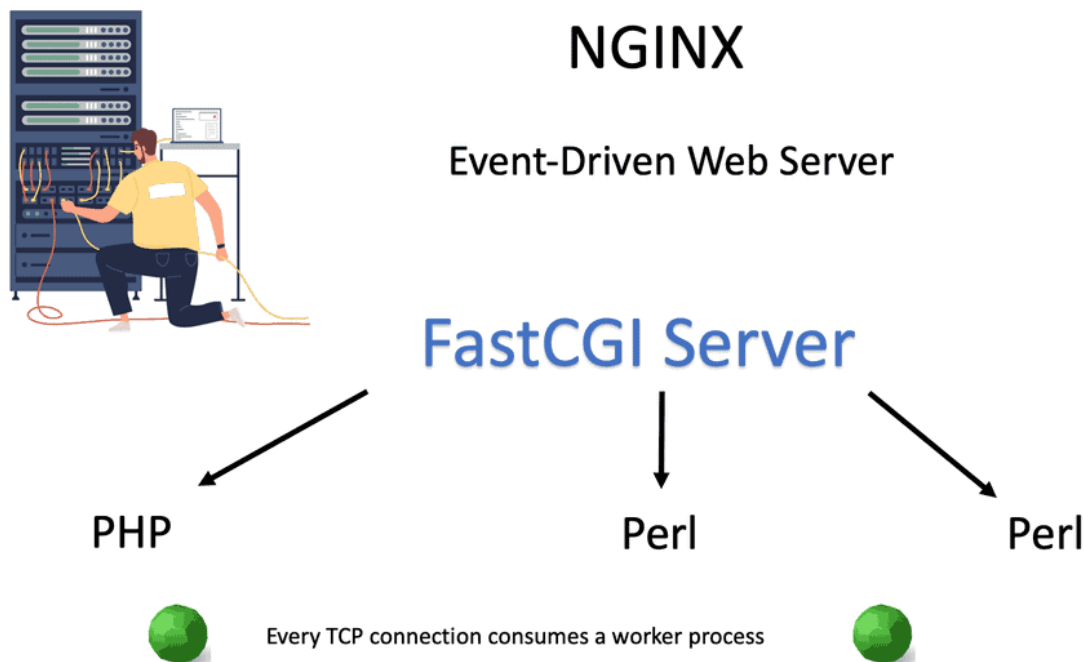 NGINX
Event-Driven Web Server
FastCGI Server
PHP
Perl
Perl
Every TCP connection consumes a worker process